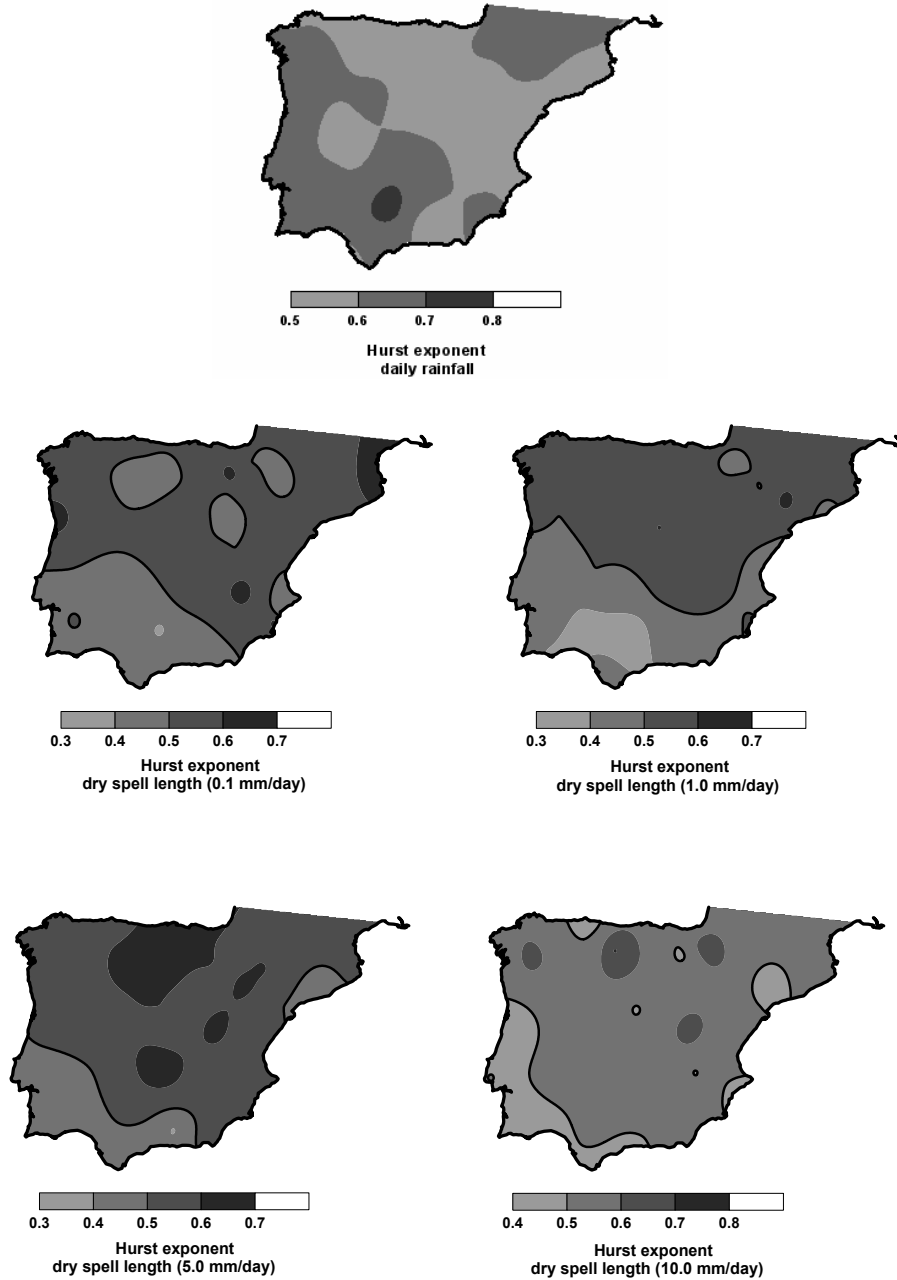 0.5 0.6 0.7 0.8
Hurst exponent
daily rainfall
0.3 0.4 0.5 0.6 0.7
Hurst exponent
dry spell length (0.1 mm/day)
0.3 0.4 0.5 0.6 0.7
Hurst exponent
dry spell length (1.0 mm/day)
0.3 0.4 0.5 0.6 0.7
Hurst exponent
dry spell length (5.0 mm/day)
0.4 0.5 0.6 0.7 0.8
Hurst exponent
dry spell length (10.0 mm/day)